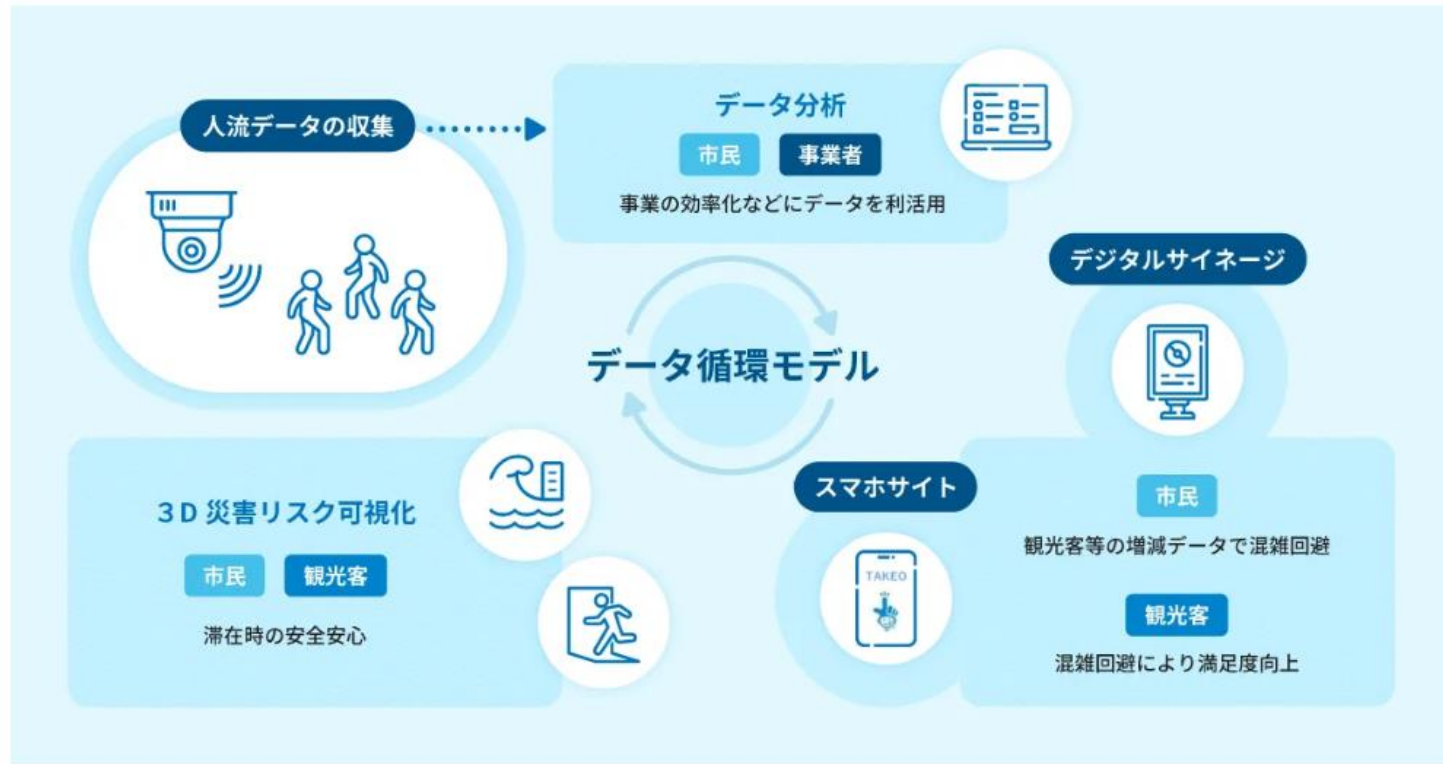 人流データの収集
データ分析
市民 事業者
事業の効率化などにデータを利活用
データ循環モデル
デジタルサイネージ
市民
観光客等の増減データで混雑回避
観光客
混雑回避により満足度向上
スマホサイト
TAKEO
3D 災害リスク可視化
市民 観光客
滞在時の安全安心